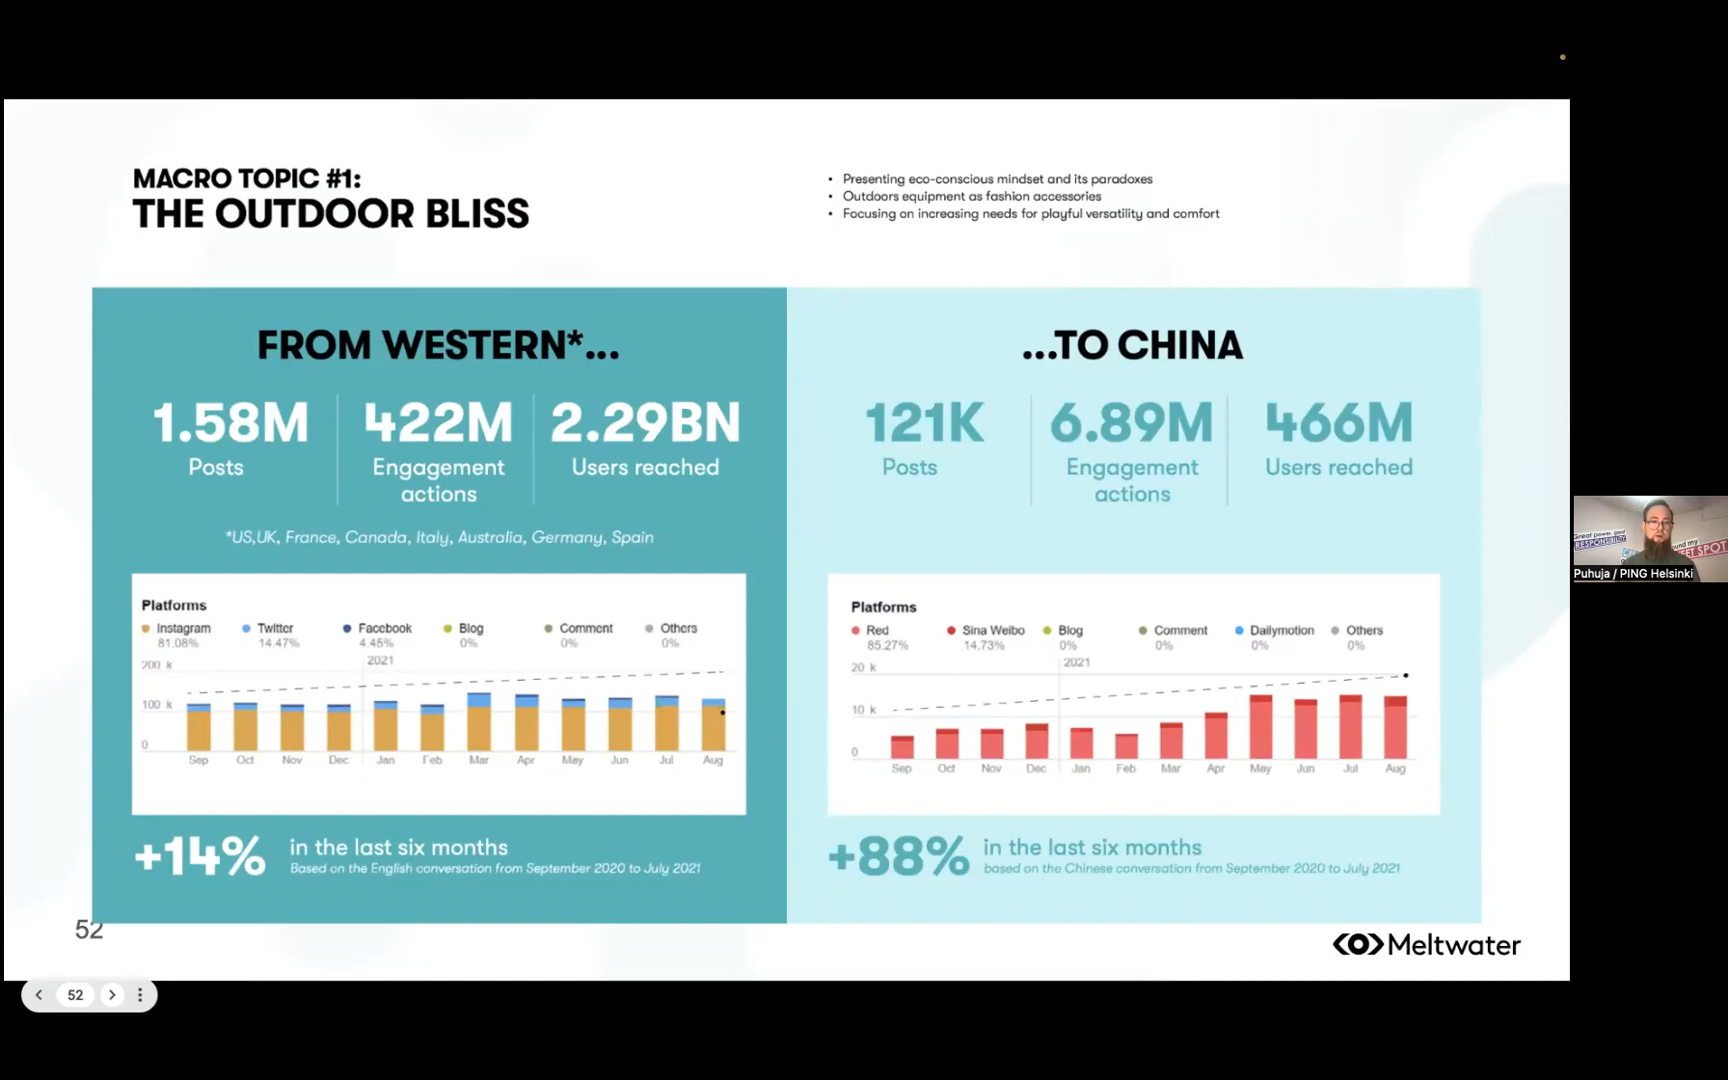 MACRO TOPIC #1:
THE OUTDOOR BLISS
• Presenting eco-conscious mindset and its paradoxes
• Outdoors equipment as fashion accessories
• Focusing on increasing needs for playful versatility and comfort
FROM WESTERN*...
1.58M
Posts
422M
Engagement
actions
2.29BN
Users reached
*US,UK, France, Canada, Italy, Australia, Germany, Spain
Platforms
Instagram Twitter Facebook Blog Comment Others
81.08% 14.47% 4.45% 0% 0% 0%
2021
200 k
100 k
0
Sep Oct Nov Dec Jan Feb Mar Apr May Jun Jul Aug
+14%
in the last six months
Based on the English conversation from September 2020 to July 2021
...TO CHINA
121K
Posts
6.89M
Engagement
actions
466M
Users reached
Platforms
Red Sina Weibo Blog Comment Dailymotion Others
85.27% 14.73% 0% 0% 0% 0%
2021
20 k
10 k
0
Sep Oct Nov Dec Jan Feb Mar Apr May Jun Jul Aug
+88%
in the last six months
based on the Chinese conversation from September 2020 to July 2021
52
Meltwater
52
Great power, great
RESPONSIBILITY
SPOT
Puhuja / PING Helsinki